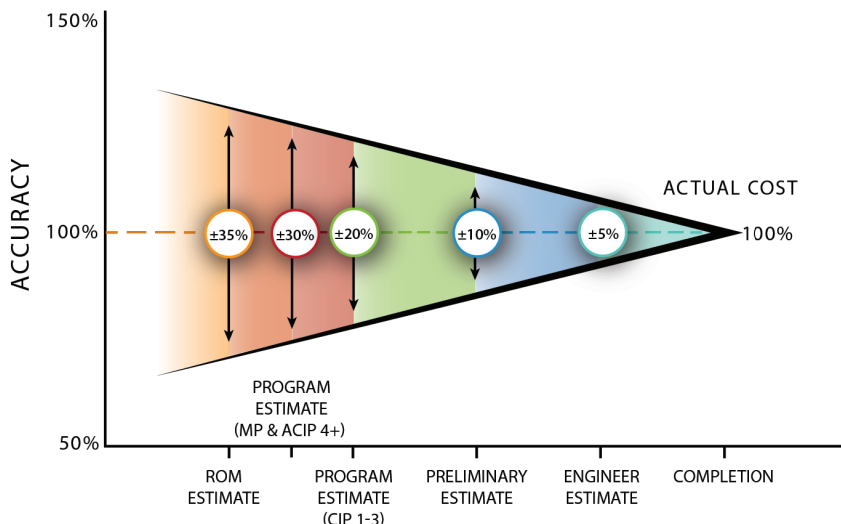 150%
ACCURACY
100%
±35%
±30%
±20%
±10%
±5%
ACTUAL COST
100%
50%
PROGRAM
ESTIMATE
(MP & ACIP 4+)
ROM
ESTIMATE
PROGRAM
ESTIMATE
(CIP 1-3)
PRELIMINARY
ESTIMATE
ENGINEER
ESTIMATE
COMPLETION